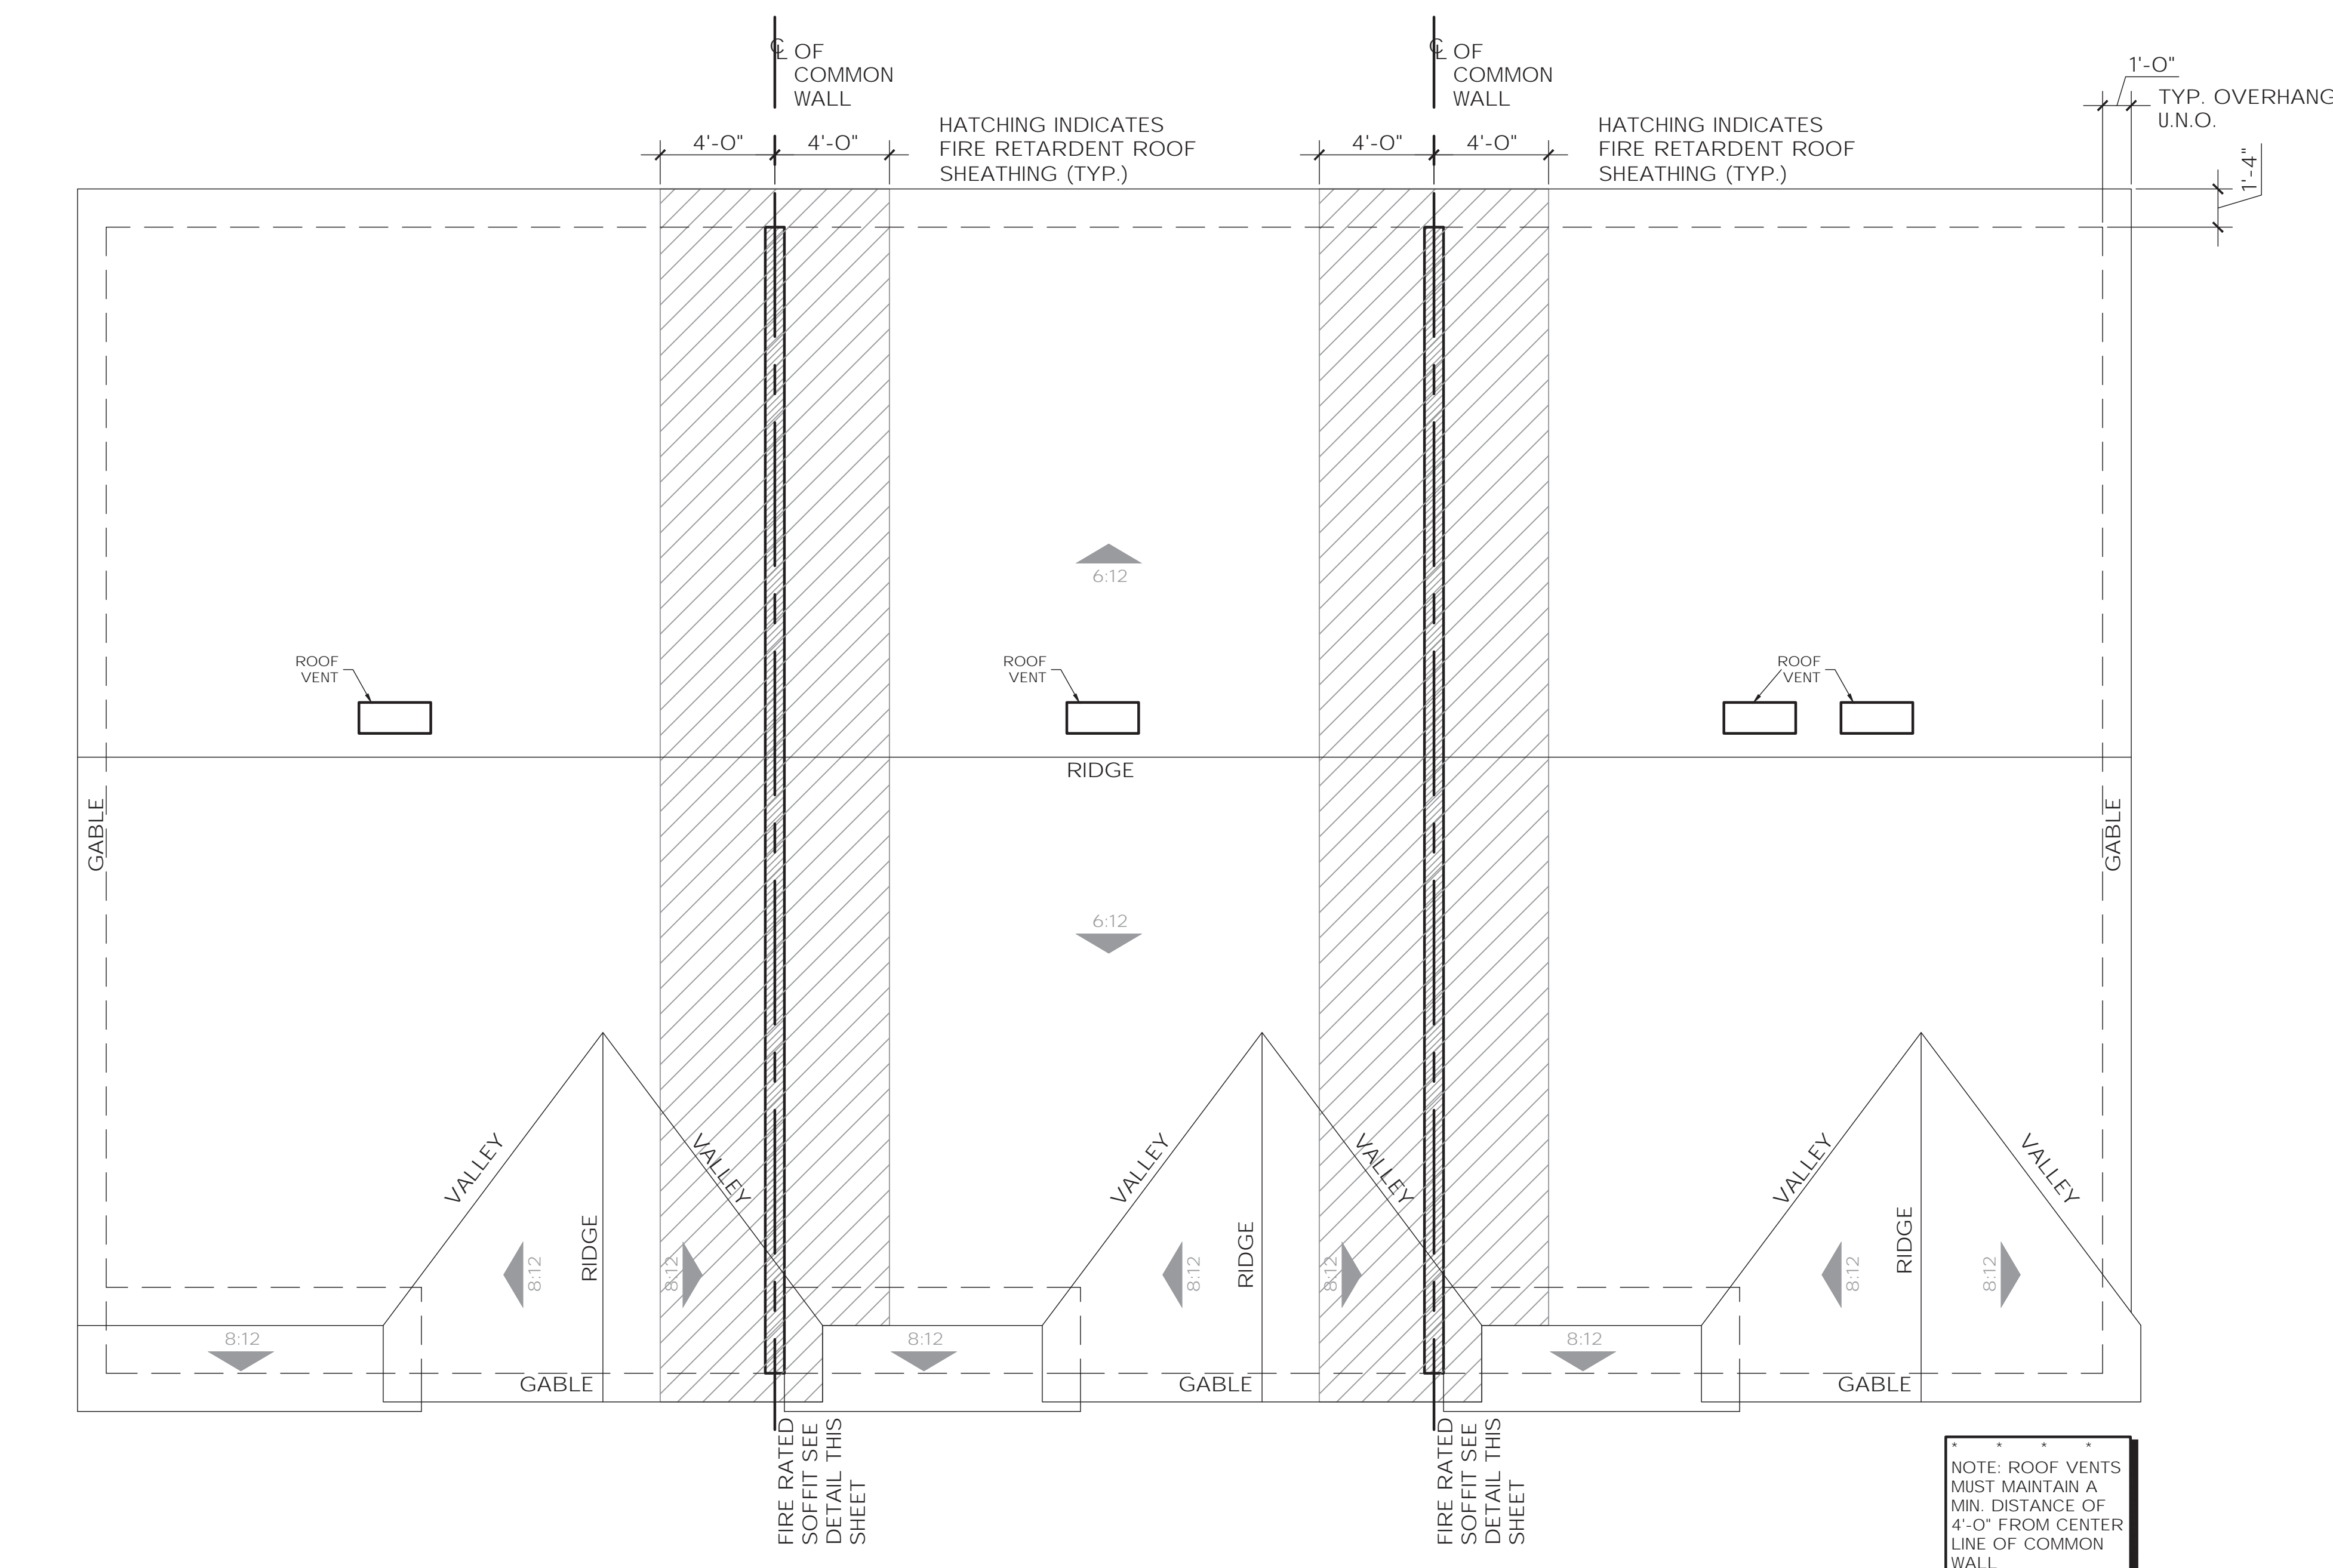 ℄ OF
COMMON
WALL
℄ OF
COMMON
WALL
1'-0"
TYP. OVERHANG
U.N.O.
1'-4"
4'-0"
4'-0"
HATCHING INDICATES
FIRE RETARDENT ROOF
SHEATHING (TYP.)
4'-0"
4'-0"
HATCHING INDICATES
FIRE RETARDENT ROOF
SHEATHING (TYP.)
6:12
ROOF
VENT
ROOF
VENT
ROOF
VENT
RIDGE
GABLE
GABLE
6:12
VALLEY
VALLEY
VALLEY
VALLEY
VALLEY
VALLEY
8:12
RIDGE
8:12
8:12
RIDGE
8:12
8:12
RIDGE
8:12
8:12
8:12
8:12
GABLE
GABLE
GABLE
FIRE RATED
SOFFIT SEE
DETAIL THIS
SHEET
FIRE RATED
SOFFIT SEE
DETAIL THIS
SHEET
* * * *
NOTE: ROOF VENTS
MUST MAINTAIN A
MIN. DISTANCE OF
4'-0" FROM CENTER
LINE OF COMMON
WALL